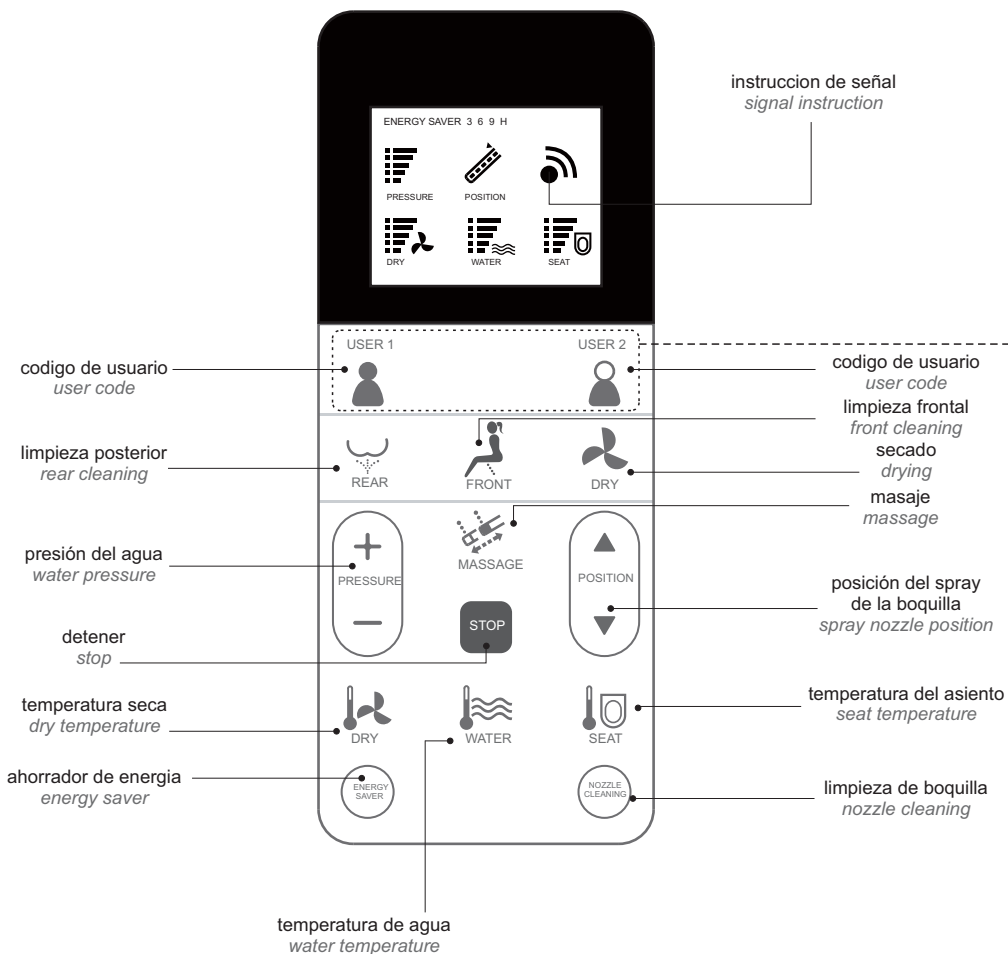 instruccion de señal
signal instruction
ENERGY SAVER 3 6 9 H
PRESSURE
POSITION
DRY
WATER
SEAT
USER 1
USER 2
codigo de usuario
user code
codigo de usuario
user code
limpieza frontal
front cleaning
limpieza posterior
rear cleaning
secado
drying
REAR
FRONT
DRY
masaje
massage
MASSAGE
presión del agua
water pressure
PRESSURE
POSITION
posición del spray
de la boquilla
spray nozzle position
STOP
detener
stop
temperatura seca
dry temperature
temperatura del asiento
seat temperature
DRY
WATER
SEAT
ahorrador de energia
energy saver
ENERGY
SAVER
NOZZLE
CLEANING
limpieza de boquilla
nozzle cleaning
temperatura de agua
water temperature